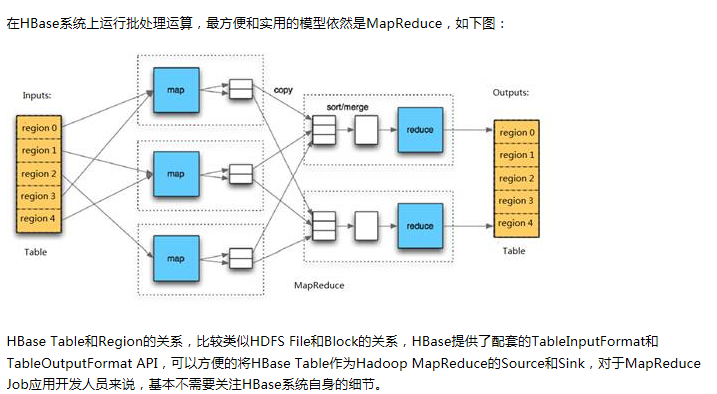 在HBase系统上运行批处理运算，最方便和实用的模型依然是MapReduce，如下图：
Inputs:
region 0
region 1
region 2
region 3
region 4
Table
map
map
map
copy
sort/merge
reduce
reduce
MapReduce
Outputs:
region 0
region 1
region 2
region 3
region 4
Table
HBase Table和Region的关系，比较类似HDFS File和Block的关系，HBase提供了配套的TableInputFormat和
TableOutputFormat API，可以方便的将HBase Table作为Hadoop MapReduce的Source和Sink，对于MapReduce
Job应用开发人员来说，基本不需要关注HBase系统自身的细节。